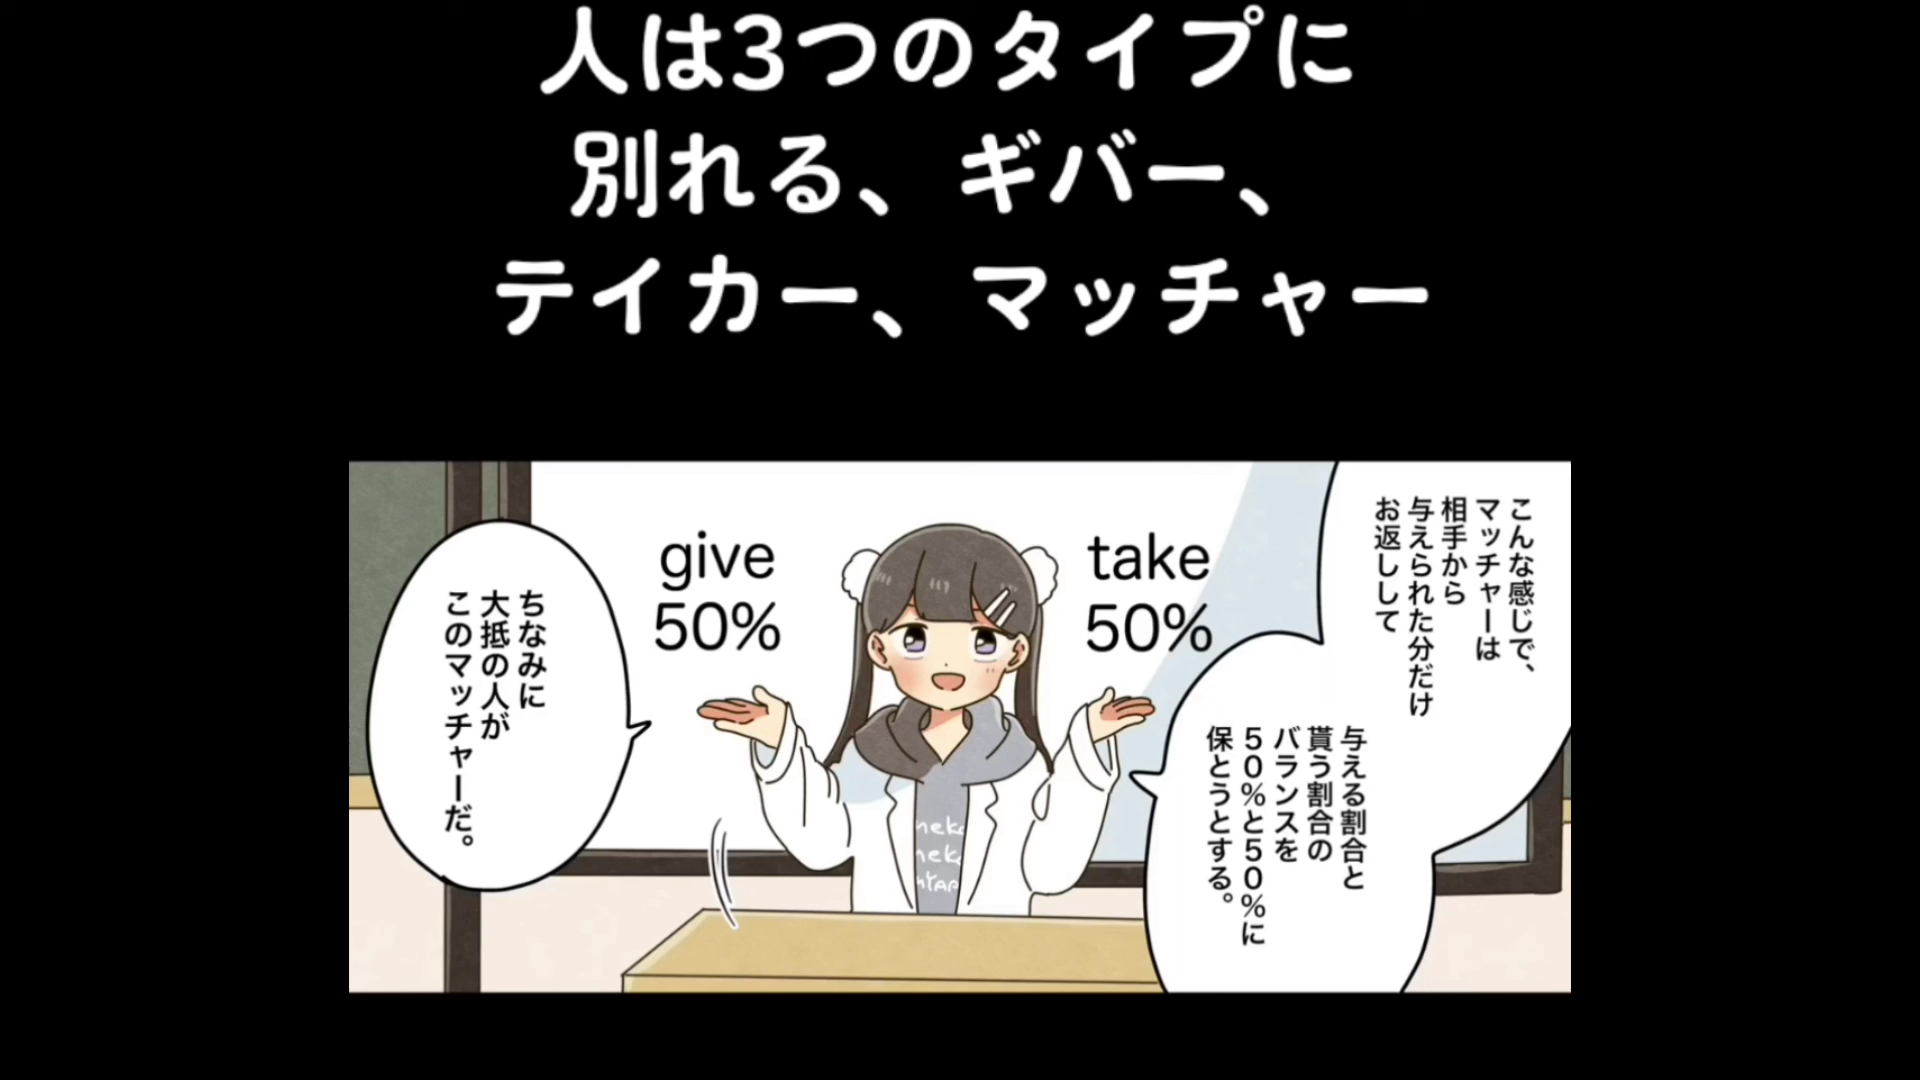 人は3つのタイプに
別れる、ギバー、
テイカー、マッチャー
こんな感じで、
マッチャーは
相手から
与えられた分だけ
お返しして
与える割合と
貰う割合の
バランスを
50%と50%に
保とうとする。
give
50%
take
50%
neko
neko
ちなみに
大抵の人が
このマッチャーだ。